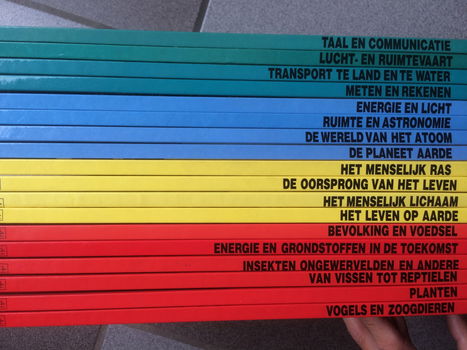 TAAL EN COMMUNICATIE
LUCHT- EN RUIMTEVAART
TRANSPORT TE LAND EN TE WATER
METEN EN REKENEN
ENERGIE EN LICHT
RUIMTE EN ASTRONOMIE
DE WERELD VAN HET ATOOM
DE PLANEET AARDE
HET MENSELIJK RAS
DE OORSPRONG VAN HET LEVEN
HET MENSELIJK LICHAAM
HET LEVEN OP AARDE
BEVOLKING EN VOEDSEL
ENERGIE EN GRONDSTOFFEN IN DE TOEKOMST
INSEKTEN ONGEWERVELDEN EN ANDERE
VAN VISSEN TOT REPTIELEN
PLANTEN
VOGELS EN ZOOGDIEREN